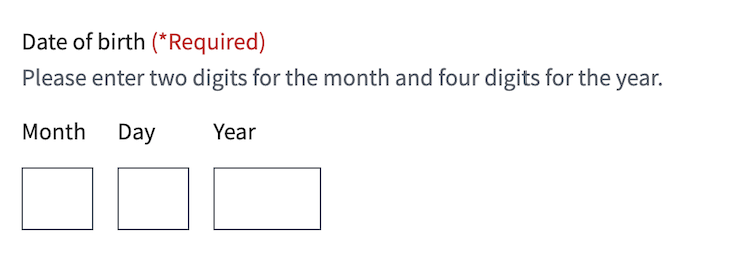 Date of birth (*Required)
Please enter two digits for the month and four digits for the year.
Month Day Year